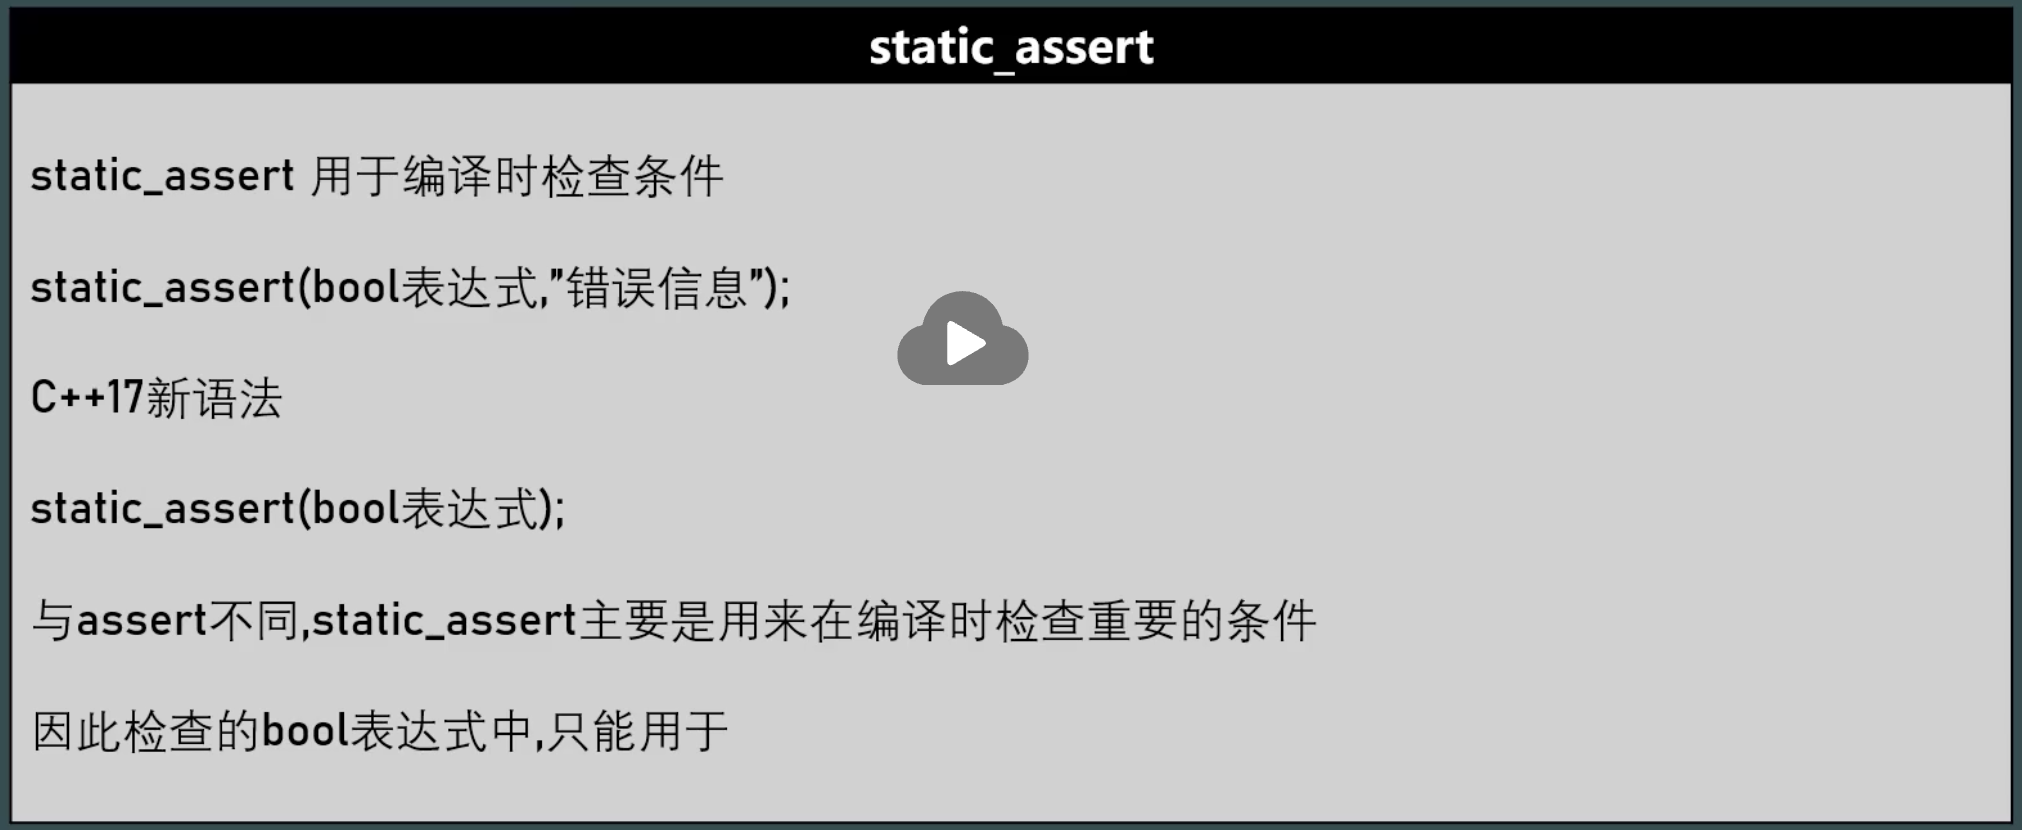 static_assert
static_assert 用于编译时检查条件
static_assert(bool表达式,"错误信息");
C++17新语法
static_assert(bool表达式);
与assert不同,static_assert主要是用来在编译时检查重要的条件
因此检查的bool表达式中,只能用于